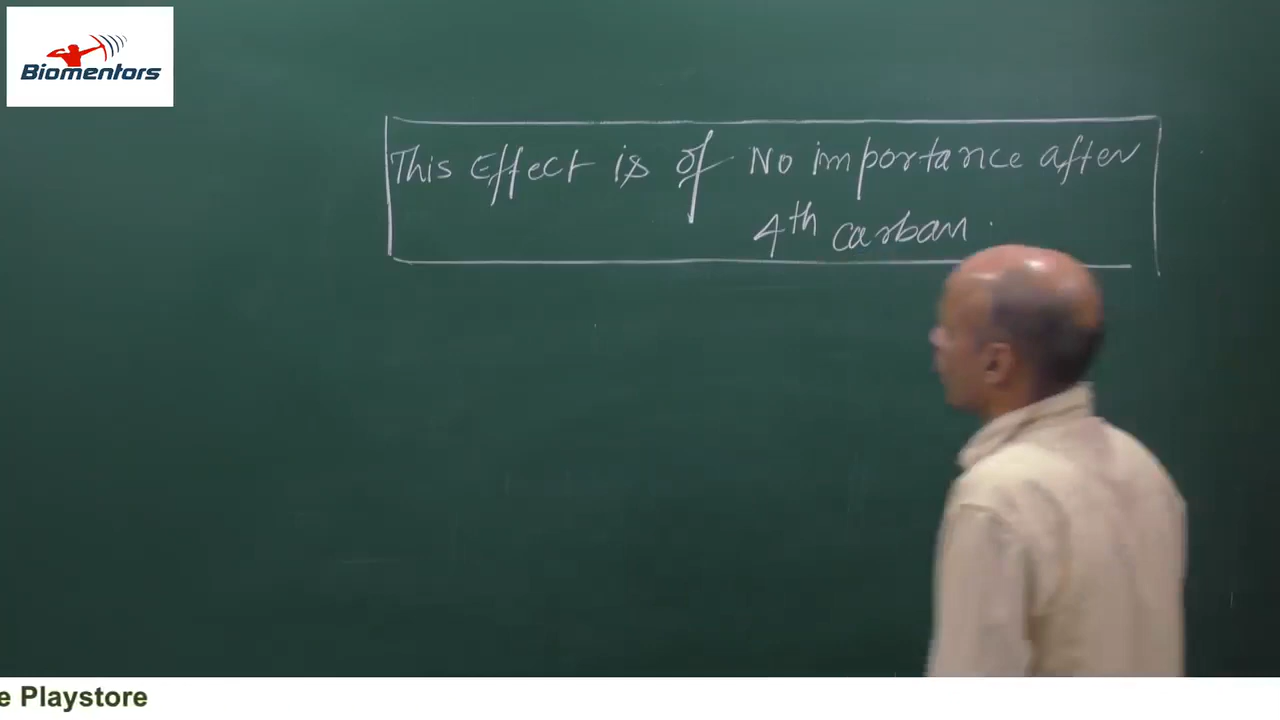 Biomentors
This Effect is of No importance after
4th carbon.
e Playstore